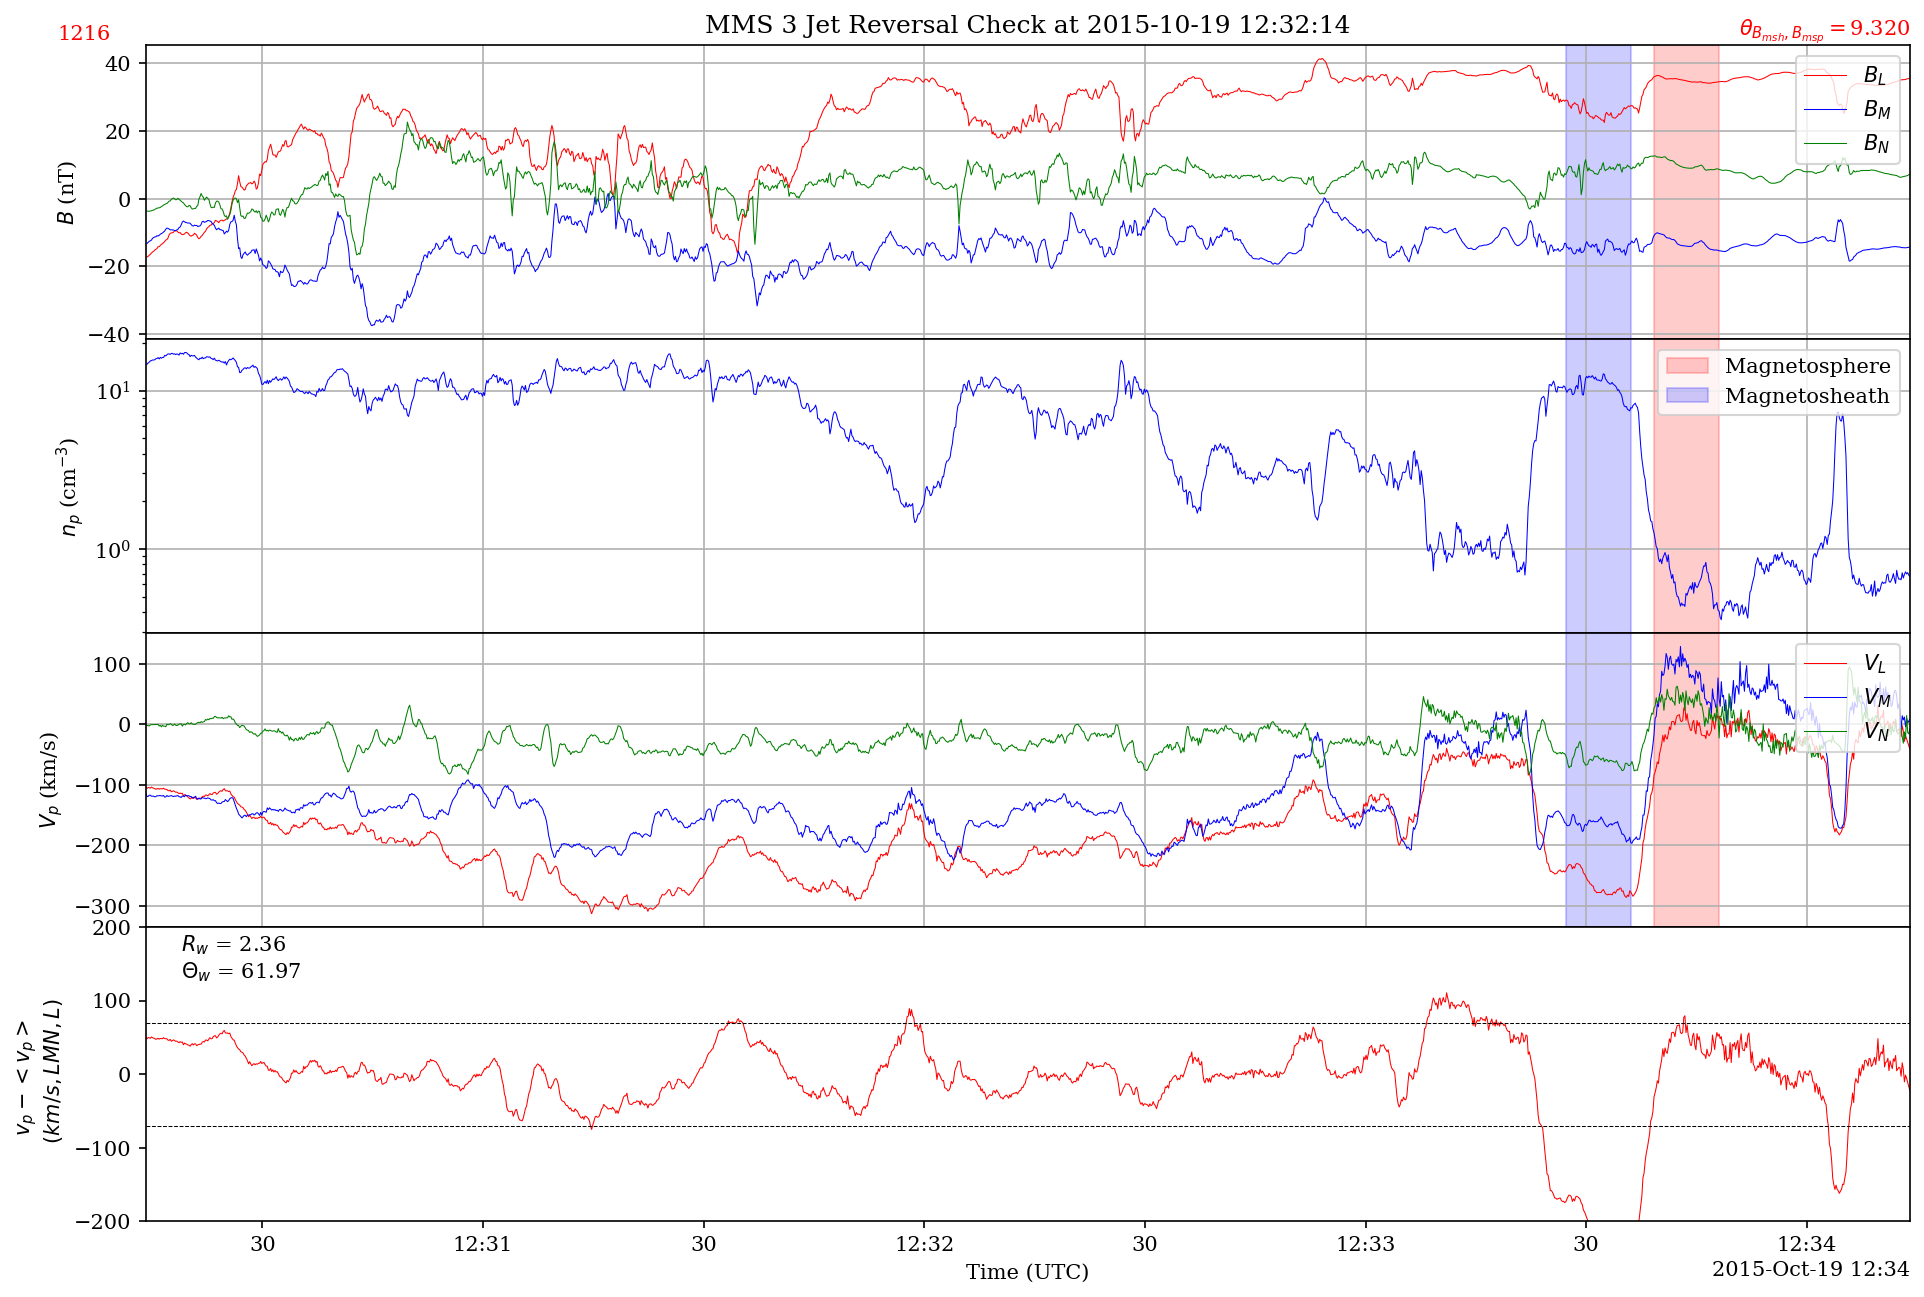 MMS 3 Jet Reversal Check at 2015-10-19 12:32:14
1216
θ_{B_{msh}, B_{msp}} = 9.320
40
20
0
−20
−40
B (nT)
B_L
B_M
B_N
10^1
10^0
n_p (cm^{−3})
Magnetosphere
Magnetosheath
100
0
−100
−200
−300
V_p (km/s)
V_L
V_M
V_N
200
100
0
−100
−200
v_p − < v_p >
(km/s, LMN, L)
R_w = 2.36
Θ_w = 61.97
30 12:31 30 12:32 30 12:33 30 12:34
Time (UTC)
2015-Oct-19 12:34